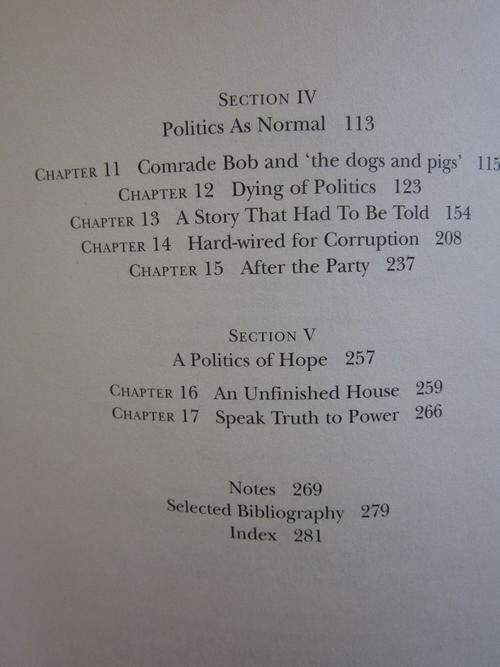 SECTION IV
Politics As Normal 113
CHAPTER 11 Comrade Bob and ‘the dogs and pigs’ 115
CHAPTER 12 Dying of Politics 123
CHAPTER 13 A Story That Had To Be Told 154
CHAPTER 14 Hard-wired for Corruption 208
CHAPTER 15 After the Party 237
SECTION V
A Politics of Hope 257
CHAPTER 16 An Unfinished House 259
CHAPTER 17 Speak Truth to Power 266
Notes 269
Selected Bibliography 279
Index 281